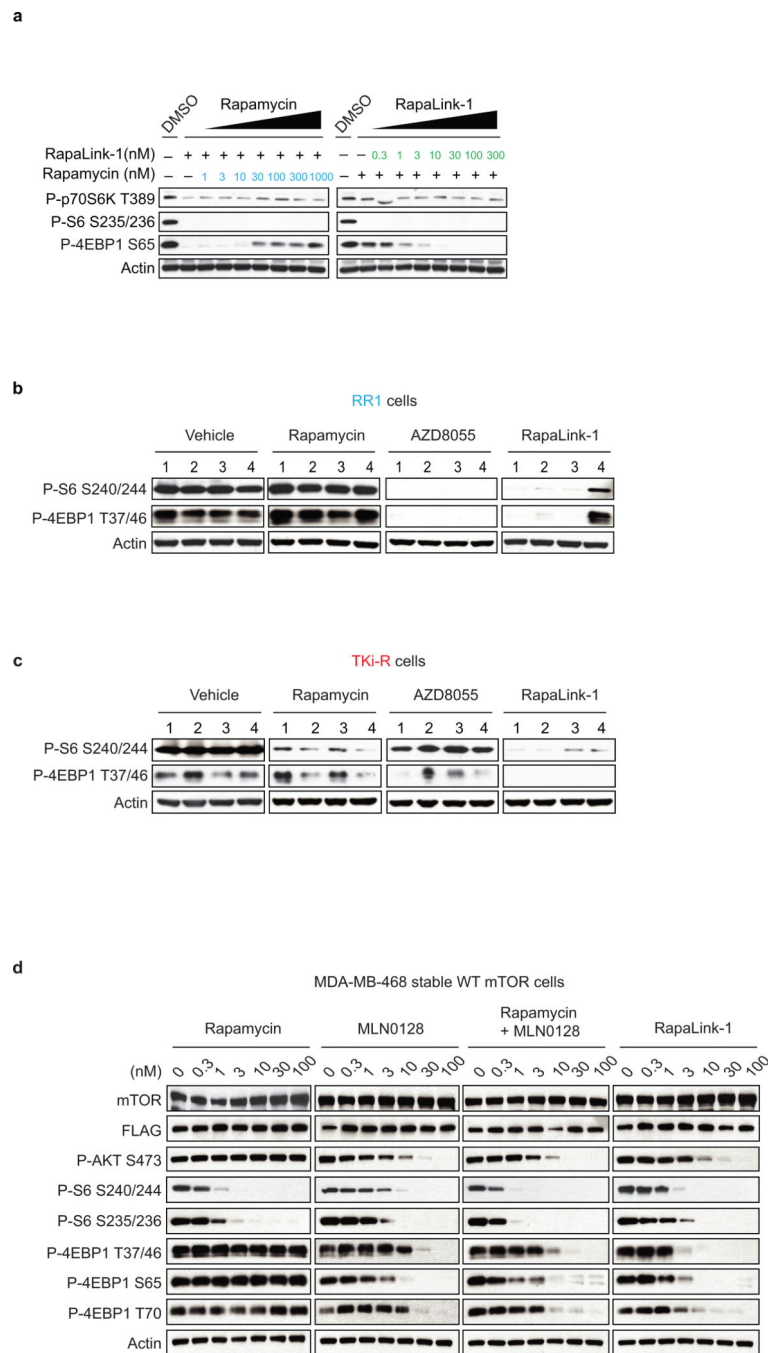 a
DMSO Rapamycin DMSO RapaLink-1
RapaLink-1(nM) – + + + + + + + + – – 0.3 1 3 10 30 100 300
Rapamycin (nM) – – 1 3 10 30 100 300 1000 – + + + + + + + +
P-p70S6K T389
P-S6 S235/236
P-4EBP1 S65
Actin
b
RR1 cells
Vehicle Rapamycin AZD8055 RapaLink-1
1 2 3 4 1 2 3 4 1 2 3 4 1 2 3 4
P-S6 S240/244
P-4EBP1 T37/46
Actin
c
TKi-R cells
Vehicle Rapamycin AZD8055 RapaLink-1
1 2 3 4 1 2 3 4 1 2 3 4 1 2 3 4
P-S6 S240/244
P-4EBP1 T37/46
Actin
d
MDA-MB-468 stable WT mTOR cells
Rapamycin MLN0128 Rapamycin + MLN0128 RapaLink-1
(nM) 0 0.3 1 3 10 30 100 0 0.3 1 3 10 30 100 0 0.3 1 3 10 30 100 0 0.3 1 3 10 30 100
mTOR
FLAG
P-AKT S473
P-S6 S240/244
P-S6 S235/236
P-4EBP1 T37/46
P-4EBP1 S65
P-4EBP1 T70
Actin